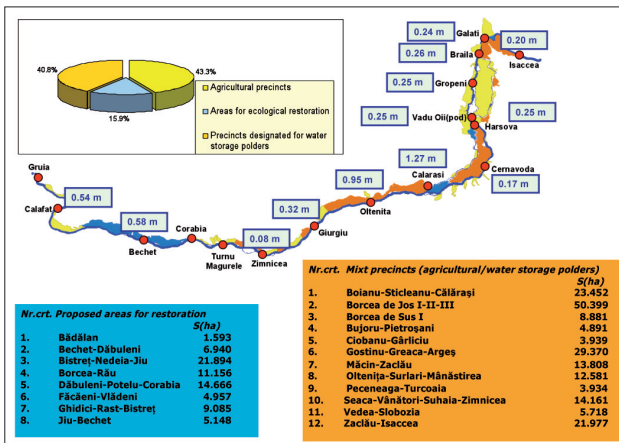 40.8%
43.3%
15.9%
Agricultural precincts
Areas for ecological restoration
Precincts designated for water
storage polders
0.24 m
Galati
0.20 m
0.26 m
Braila
Isaccea
0.25 m
Gropeni
0.25 m
Vadu Oii(pod)
0.25 m
Harsova
1.27 m
Calarasi
Cernavoda
0.17 m
0.95 m
Oltenita
Gruia
0.54 m
Calafat
0.58 m
Bechet
Corabia
Turnu
Magurele
0.08 m
Zimnicea
0.32 m
Giurgiu
Nr.crt. Proposed areas for restoration
S(ha)
1. Bădălan 1.593
2. Bechet-Dăbuleni 6.940
3. Bistreț-Nedeia-Jiu 21.894
4. Borcea-Râu 11.156
5. Dăbuleni-Potelu-Corabia 14.666
6. Făcăeni-Vlădeni 4.957
7. Ghidici-Rast-Bistreț 9.085
8. Jiu-Bechet 5.148
Nr.crt. Mixt precincts (agricultural/water storage polders)
S(ha)
1. Boianu-Sticleanu-Călărași 23.452
2. Borcea de Jos I-II-III 50.399
3. Borcea de Sus I 8.881
4. Bujoru-Pietroșani 4.891
5. Ciobanu-Gârliciu 3.939
6. Gostinu-Greaca-Argeș 29.370
7. Măcin-Zaclău 13.808
8. Oltenița-Surlari-Mânăstirea 12.581
9. Peceneaga-Turcoaia 3.934
10. Seaca-Vânători-Suhaia-Zimnicea 14.161
11. Vedea-Slobozia 5.718
12. Zaclău-Isaccea 21.977